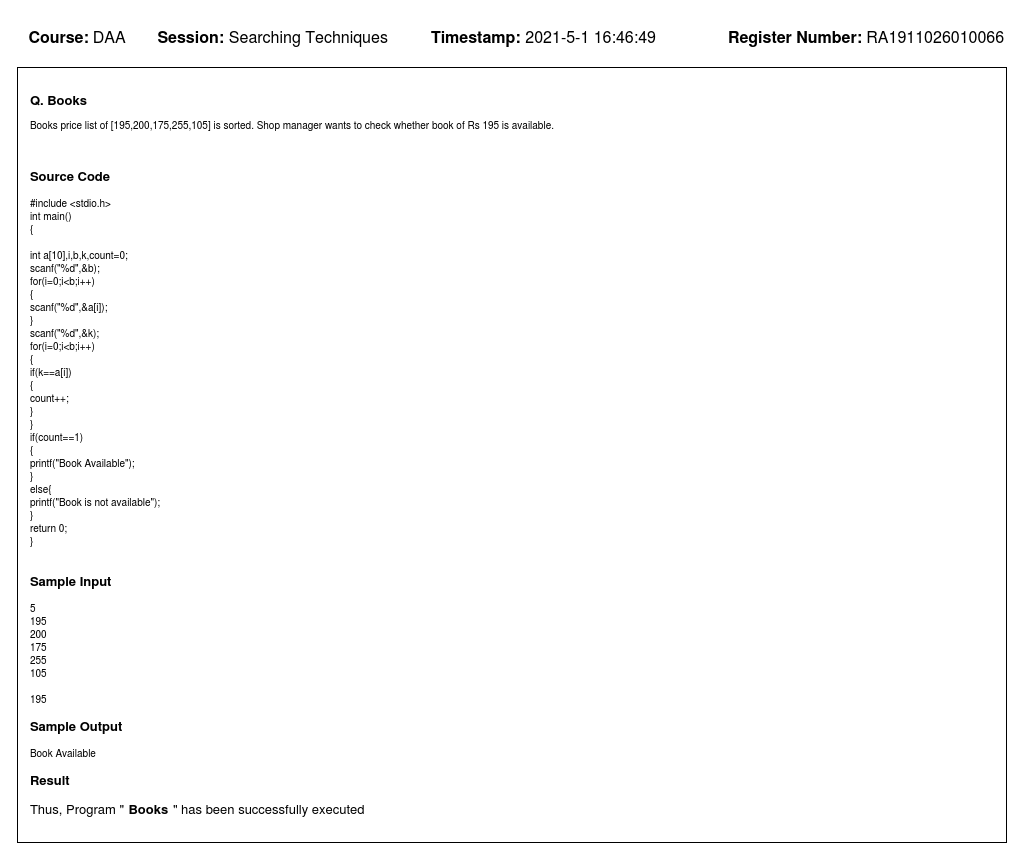 Course: DAA Session: Searching Techniques Timestamp: 2021-5-1 16:46:49 Register Number: RA1911026010066
Q. Books
Books price list of [195,200,175,255,105] is sorted. Shop manager wants to check whether book of Rs 195 is available.
Source Code
#include <stdio.h>
int main()
{
int a[10],i,b,k,count=0;
scanf("%d",&b);
for(i=0;i<b;i++)
{
scanf("%d",&a[i]);
}
scanf("%d",&k);
for(i=0;i<b;i++)
{
if(k==a[i])
{
count++;
}
}
if(count==1)
{
printf("Book Available");
}
else{
printf("Book is not available");
}
return 0;
}
Sample Input
5
195
200
175
255
105
195
Sample Output
Book Available
Result
Thus, Program " Books " has been successfully executed